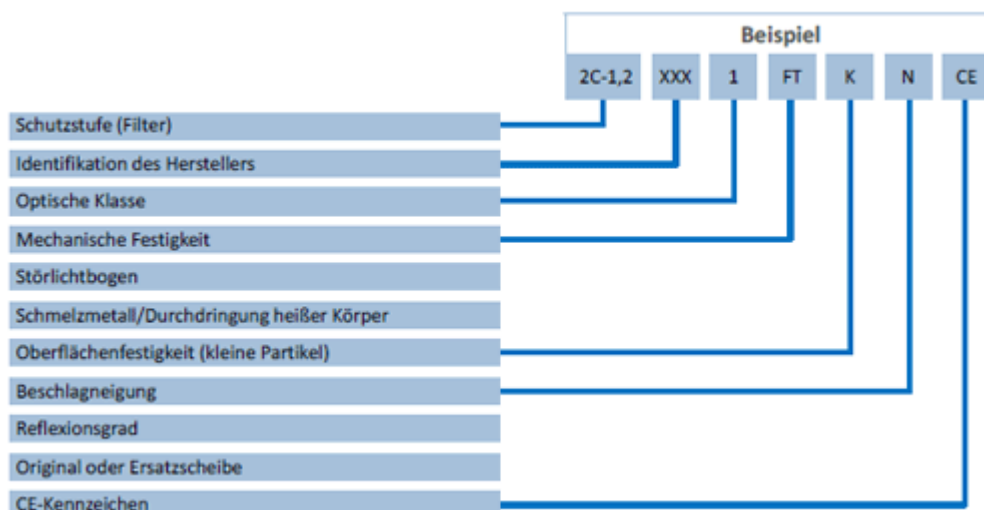 Beispiel
2C-1,2 XXX 1 FT K N CE
Schutzstufe (Filter)
Identifikation des Herstellers
Optische Klasse
Mechanische Festigkeit
Störlichtbogen
Schmelzmetall/Durchdringung heißer Körper
Oberflächenfestigkeit (kleine Partikel)
Beschlagneigung
Reflexionsgrad
Original oder Ersatzscheibe
CE-Kennzeichen